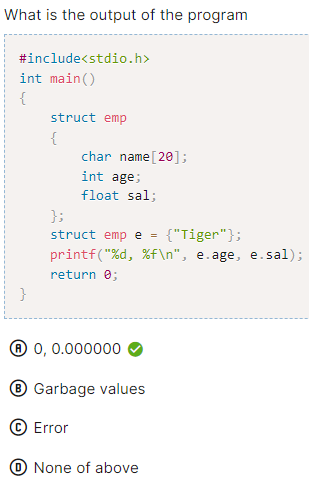 What is the output of the program
#include<stdio.h>
int main()
{
    struct emp
    {
        char name[20];
        int age;
        float sal;
    };
    struct emp e = {"Tiger"};
    printf("%d, %f\n", e.age, e.sal);
    return 0;
}
A 0, 0.000000
B Garbage values
C Error
D None of above